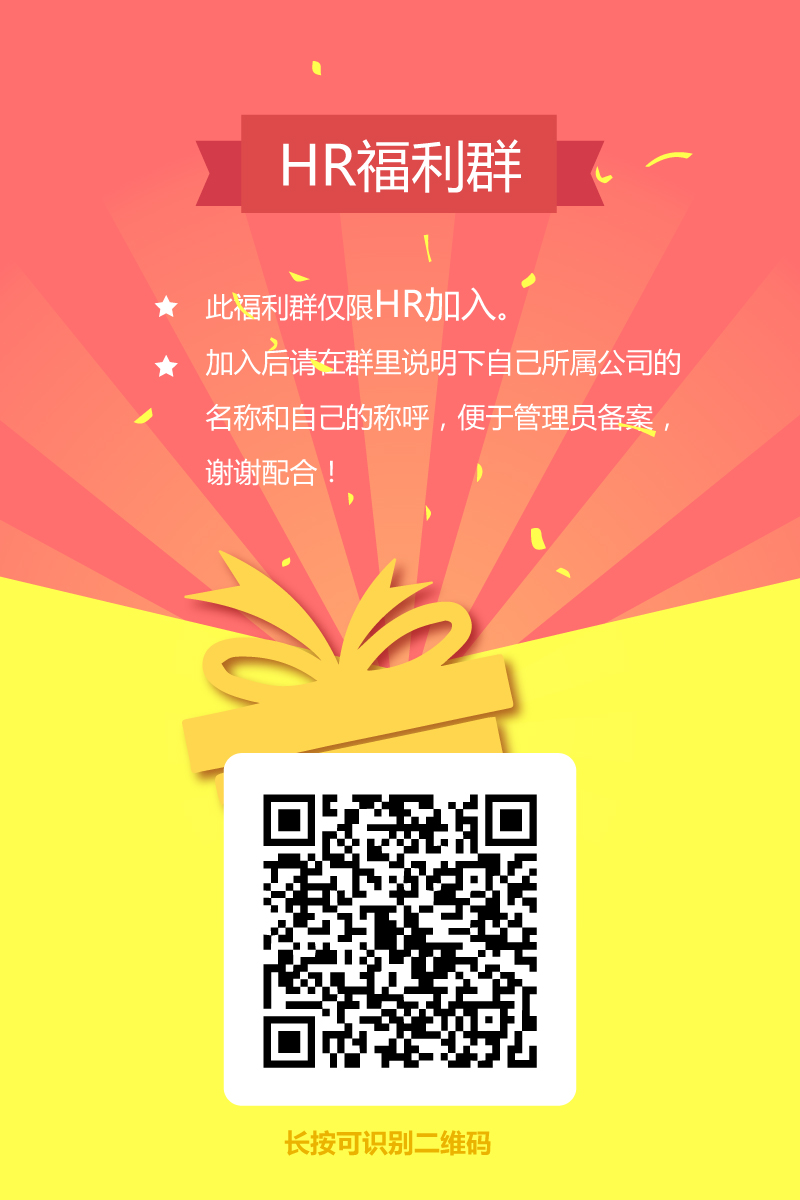 HR福利群
此福利群仅限HR加入。
加入后请在群里说明下自己所属公司的
名称和自己的称呼，便于管理员备案，
谢谢配合！
长按可识别二维码